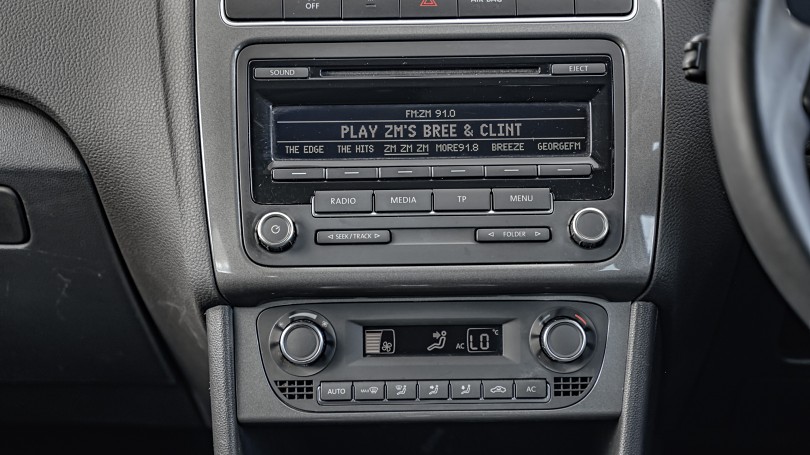 OFF AIR BAG
SOUND EJECT
FM:ZM 91.0
PLAY ZM'S BREE & CLINT
THE EDGE THE HITS ZM ZM ZM MORE91.8 BREEZE GEORGEFM
RADIO MEDIA TP MENU
SEEK / TRACK FOLDER
AC LO °C
AUTO MAX AC